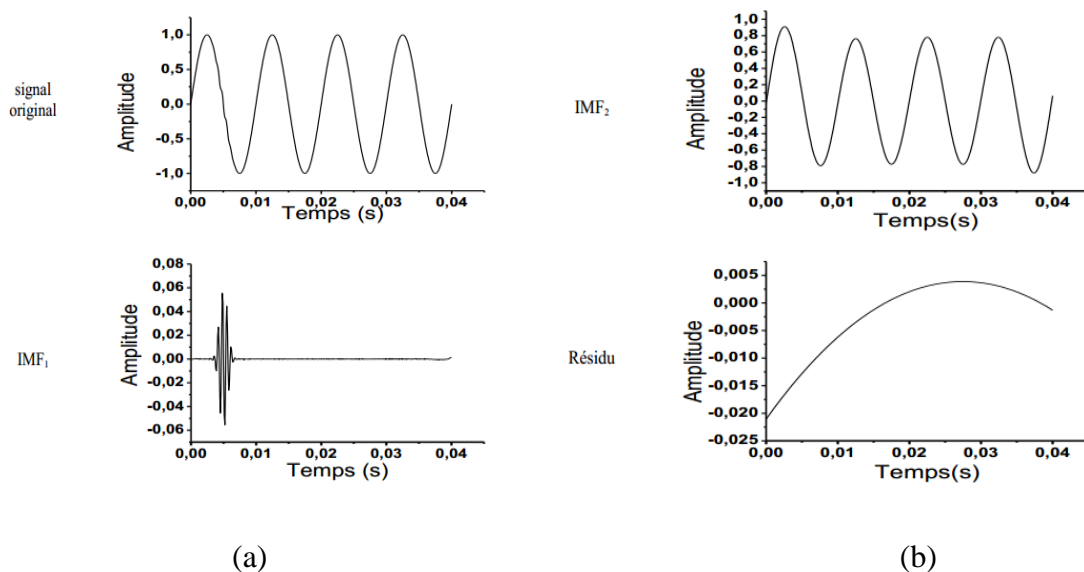 signal
original
Amplitude
1,0
0,5
0,0
-0,5
-1,0
0,00 0,01 0,02 0,03 0,04
Temps (s)
IMF1
Amplitude
0,08
0,06
0,04
0,02
0,00
-0,02
-0,04
-0,06
0,00 0,01 0,02 0,03 0,04
Temps (s)
(a)
IMF2
Amplitude
1,0
0,8
0,6
0,4
0,2
0,0
-0,2
-0,4
-0,6
-0,8
-1,0
0,00 0,01 0,02 0,03 0,04
Temps(s)
Résidu
Amplitude
0,005
0,000
-0,005
-0,010
-0,015
-0,020
-0,025
0,00 0,01 0,02 0,03 0,04
Temps(s)
(b)